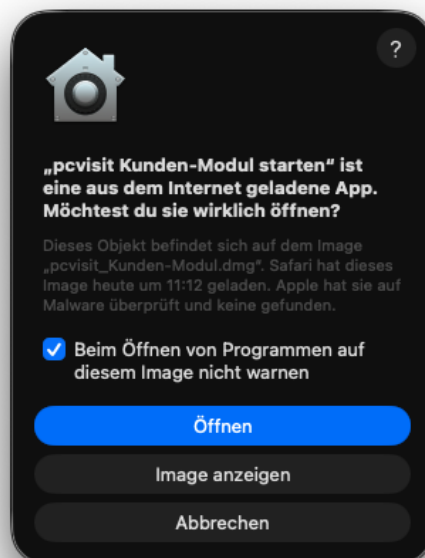 ?
„pcvisit Kunden-Modul starten“ ist
eine aus dem Internet geladene App.
Möchtest du sie wirklich öffnen?
Dieses Objekt befindet sich auf dem Image
„pcvisit_Kunden-Modul.dmg“. Safari hat dieses
Image heute um 11:12 geladen. Apple hat sie auf
Malware überprüft und keine gefunden.
Beim Öffnen von Programmen auf
diesem Image nicht warnen
Öffnen
Image anzeigen
Abbrechen